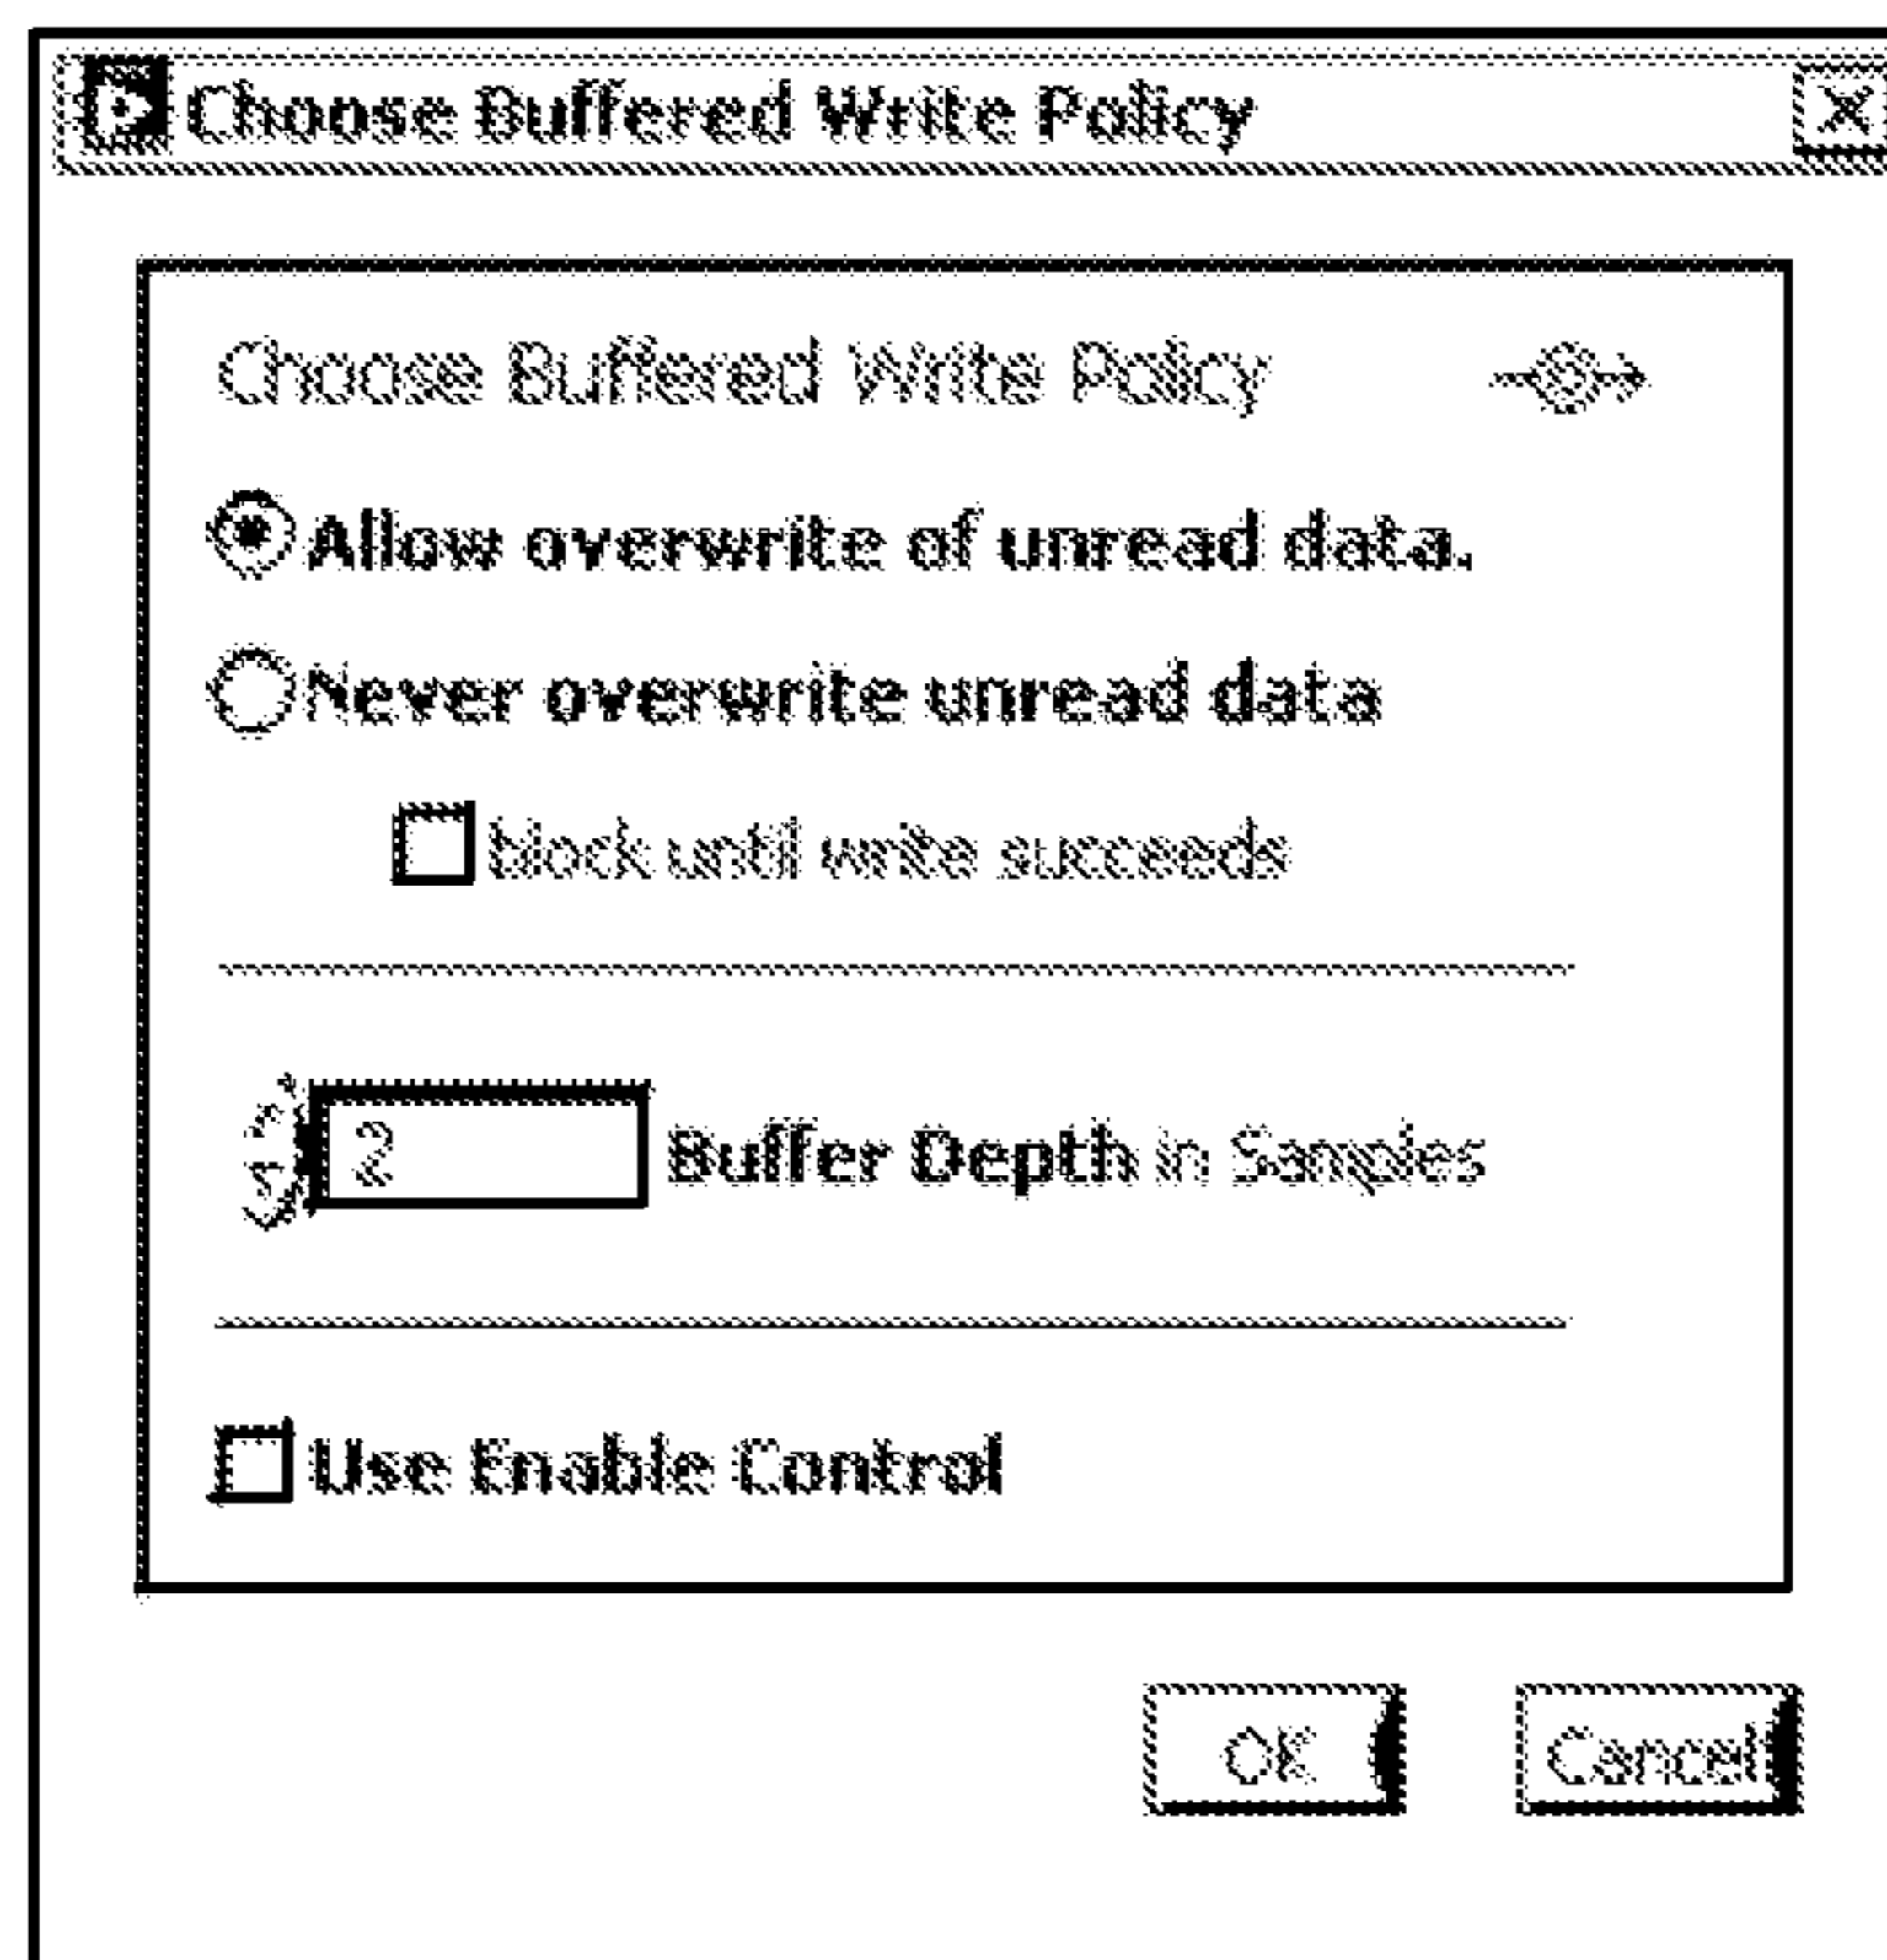 Choose Buffered Write Policy
Choose Buffered Write Policy
Allow overwrite of unread data.
Never overwrite unread data
block until write succeeds
2 Buffer Depth in Samples
Use Enable Control
OK Cancel